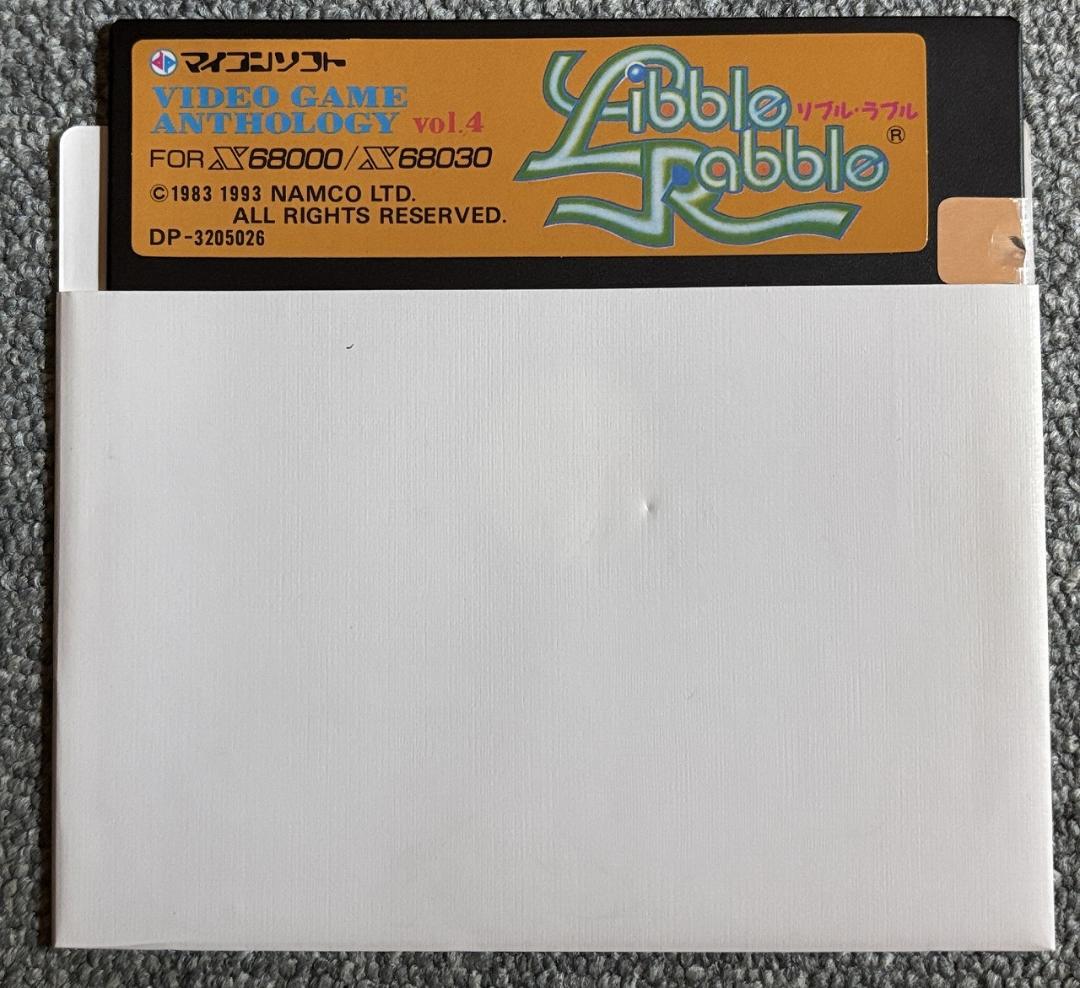 マイコンソフト
VIDEO GAME
ANTHOLOGY vol.4
FOR X68000/X68030
©1983 1993 NAMCO LTD.
ALL RIGHTS RESERVED.
DP-3205026
Libble
リブル・ラブル
Rabble ®